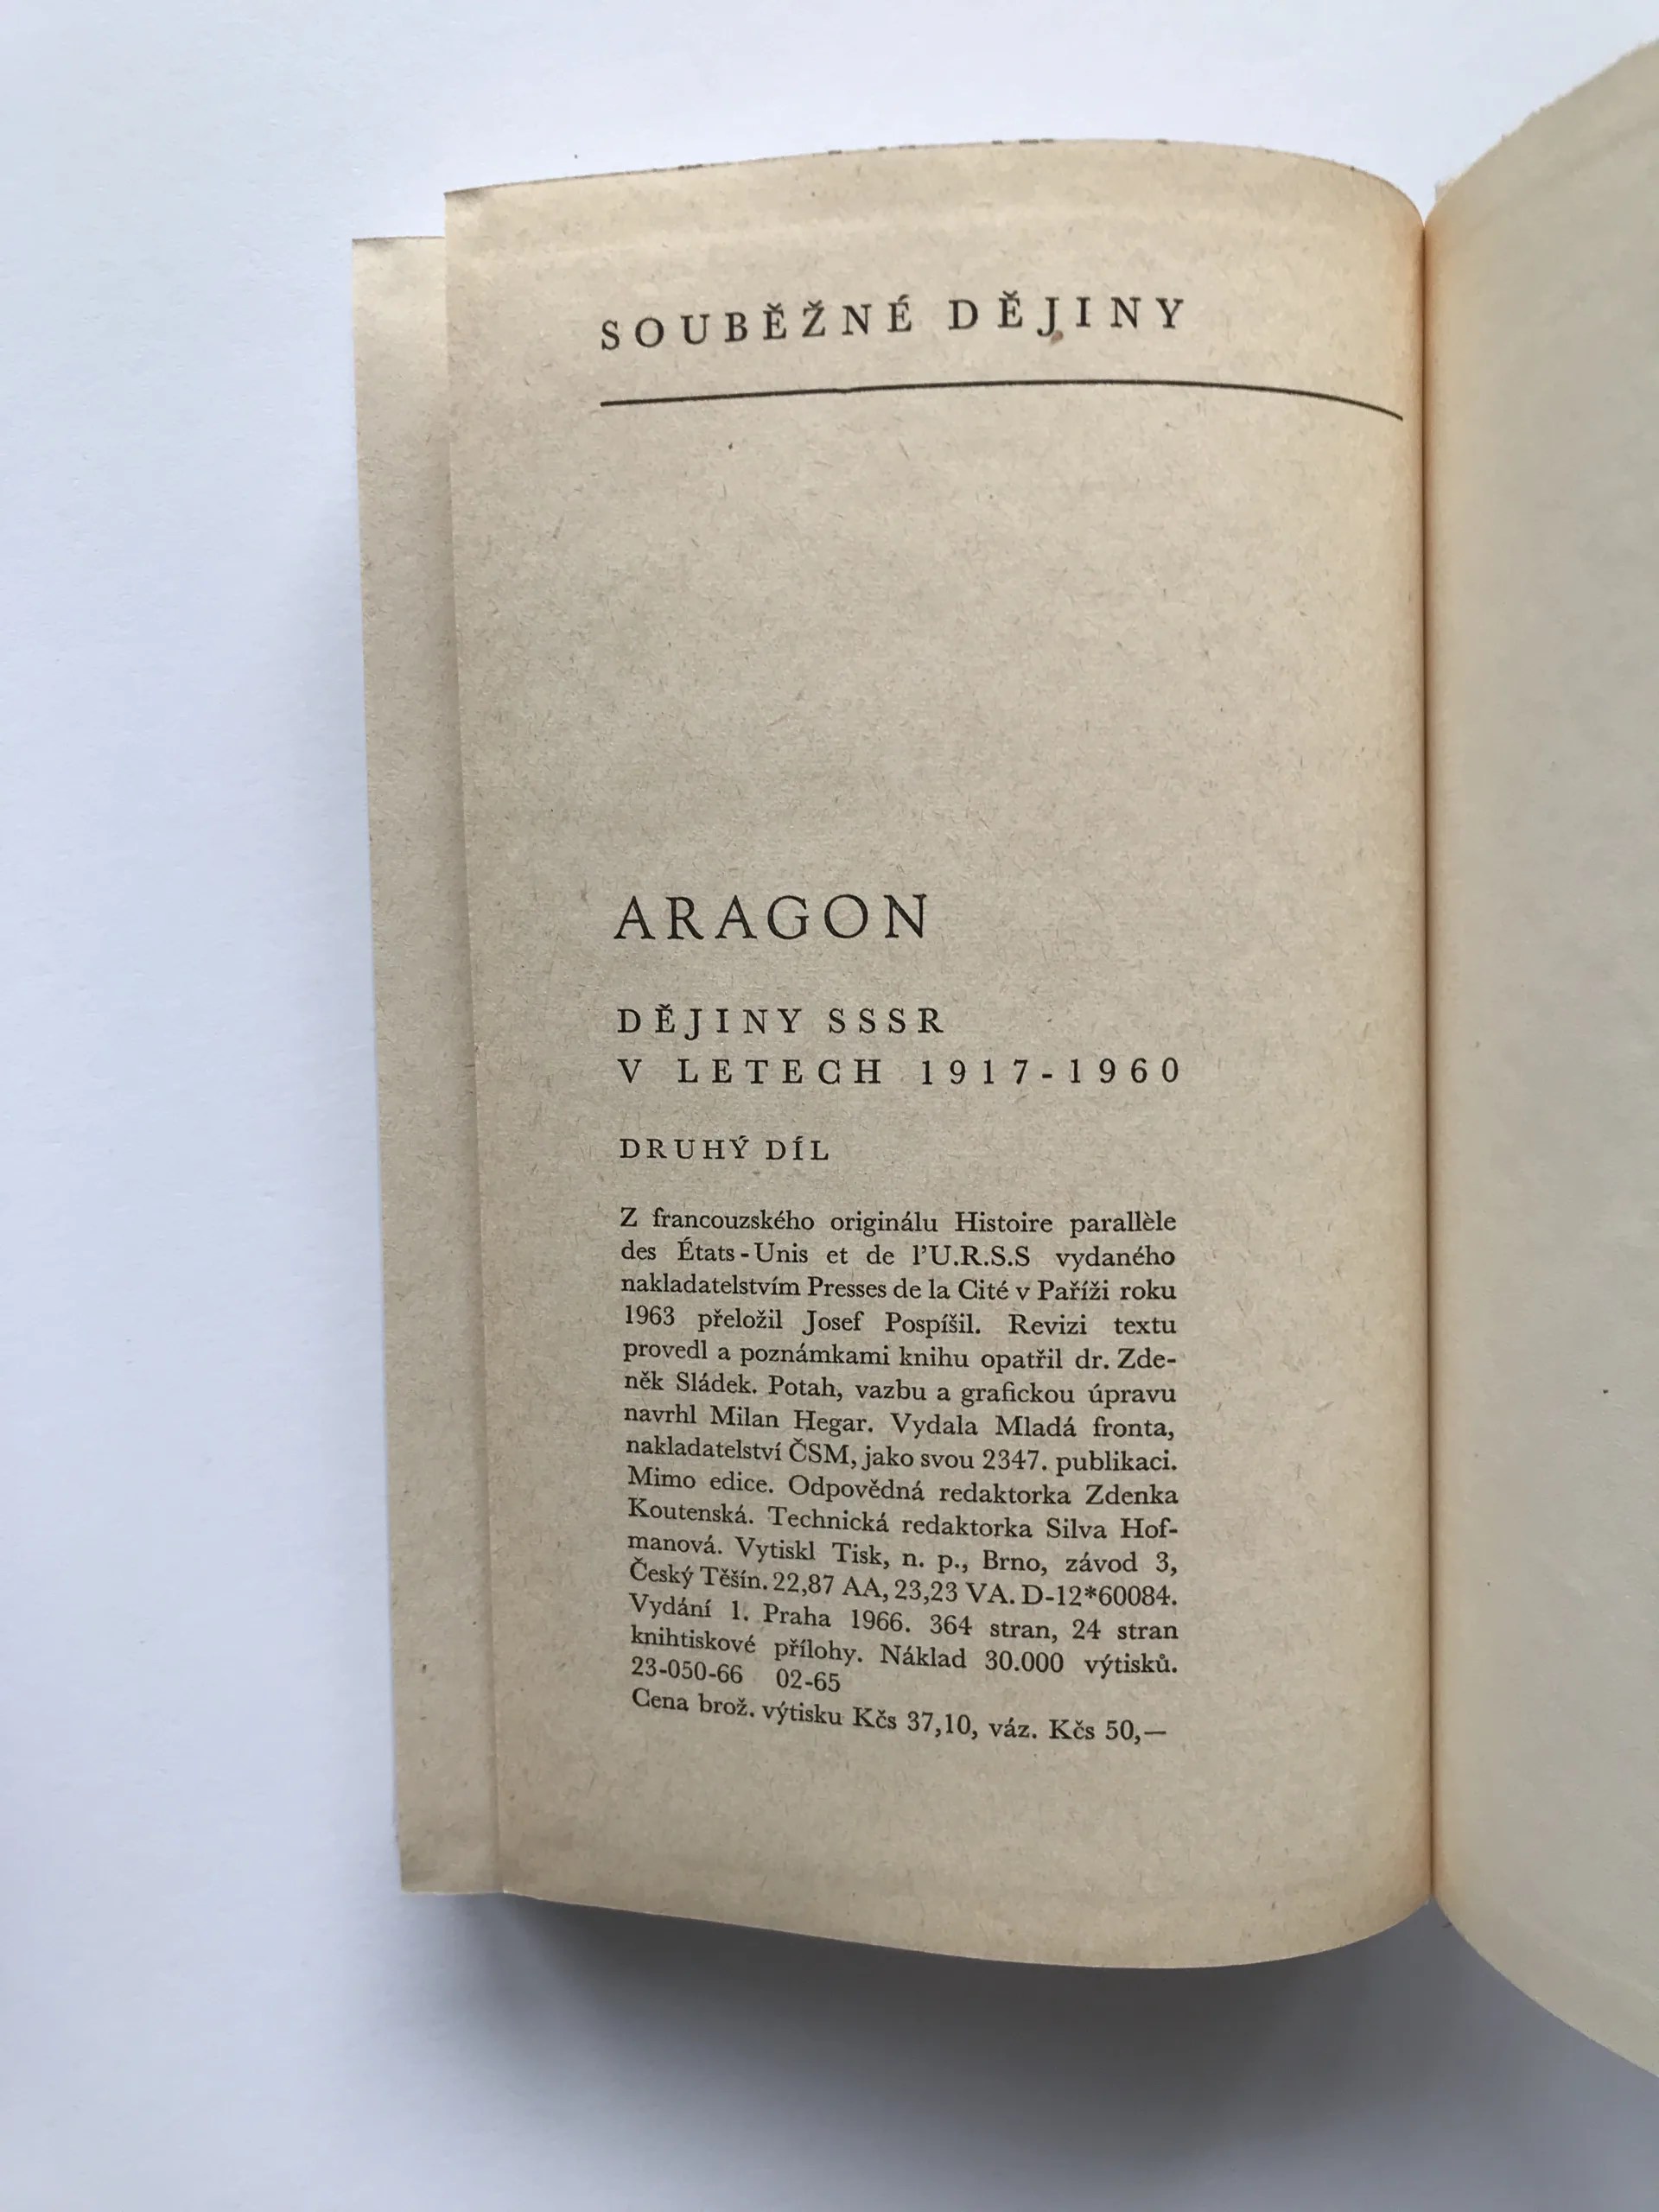 SOUBĚŽNÉ DĚJINY
ARAGON
DĚJINY SSSR
V LETECH 1917-1960
DRUHÝ DÍL
Z francouzského originálu Histoire parallèle
des États-Unis et de l'U.R.S.S vydaného
nakladatelstvím Presses de la Cité v Paříži roku
1963 přeložil Josef Pospíšil. Revizi textu
provedl a poznámkami knihu opatřil dr. Zde-
něk Sládek. Potah, vazbu a grafickou úpravu
navrhl Milan Hegar. Vydala Mladá fronta,
nakladatelství ČSM, jako svou 2347. publikaci.
Mimo edice. Odpovědná redaktorka Zdenka
Koutenská. Technická redaktorka Silva Hof-
manová. Vytiskl Tisk, n. p., Brno, závod 3,
Český Těšín. 22,87 AA, 23,23 VA. D-12*60084.
Vydání 1. Praha 1966. 364 stran, 24 stran
knihtiskové přílohy. Náklad 30.000 výtisků.
23-050-66 02-65
Cena brož. výtisku Kčs 37,10, váz. Kčs 50,—